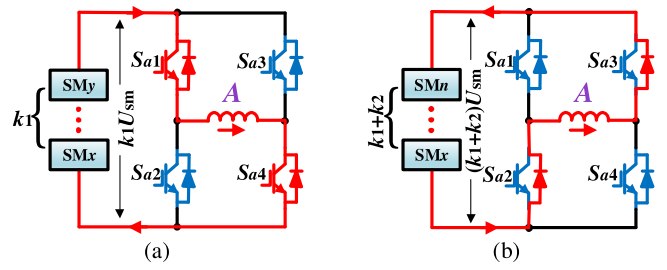 SMy
SMx
k1
k1Usm
Sa1
Sa3
A
Sa2
Sa4
(a)
SMn
SMx
k1+k2
(k1+k2)Usm
Sa1
Sa3
A
Sa2
Sa4
(b)